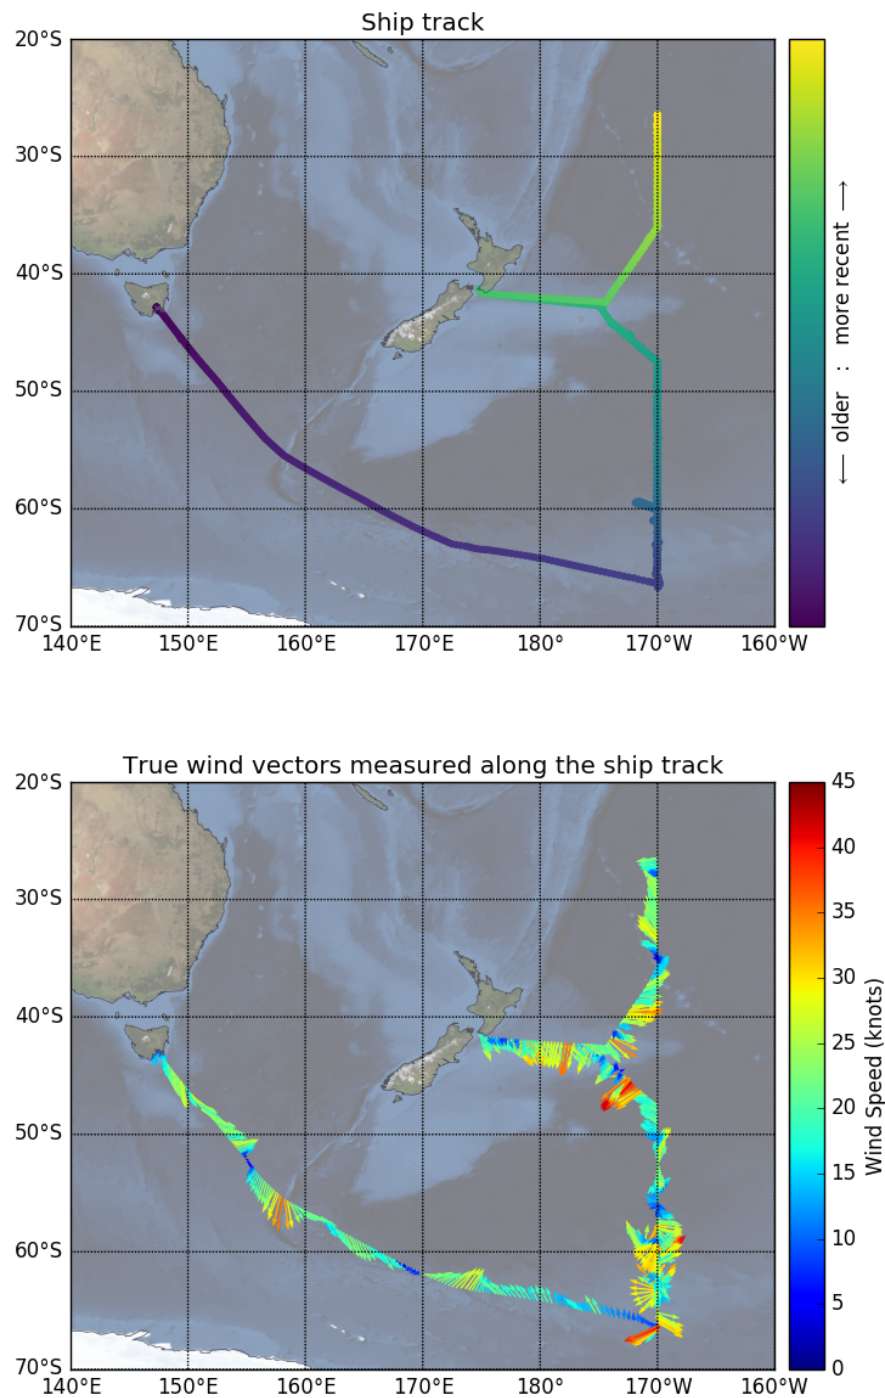 Ship track
20°S
30°S
40°S
50°S
60°S
70°S
140°E 150°E 160°E 170°E 180° 170°W 160°W
← older : more recent →
True wind vectors measured along the ship track
20°S
30°S
40°S
50°S
60°S
70°S
140°E 150°E 160°E 170°E 180° 170°W 160°W
45
40
35
30
25
20
15
10
5
0
Wind Speed (knots)